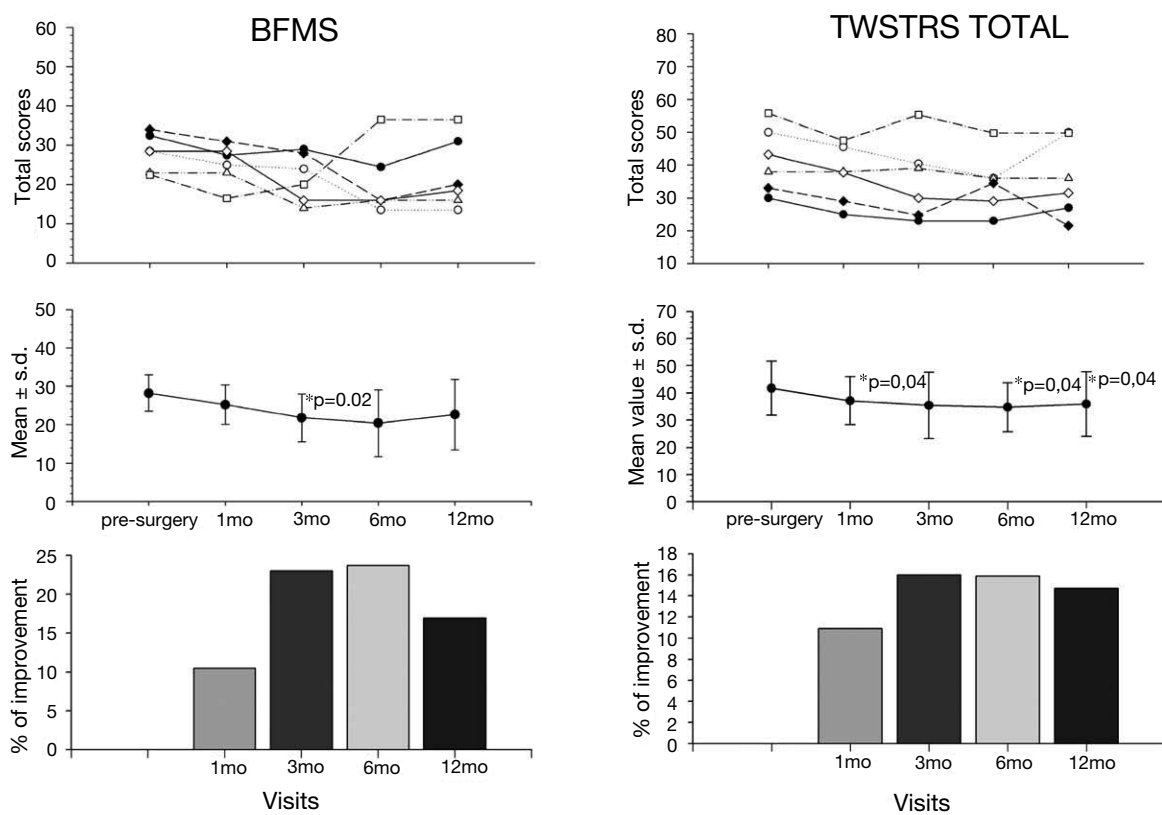 BFMS
60
50
40
30
20
10
0
Total scores
50
40
30
20
10
0
Mean ± s.d.
*p=0.02
pre-surgery 1mo 3mo 6mo 12mo
25
20
15
10
5
0
% of improvement
1mo 3mo 6mo 12mo
Visits
TWSTRS TOTAL
80
70
60
50
40
30
20
10
Total scores
70
60
50
40
30
20
10
0
Mean value ± s.d.
*p=0,04 *p=0,04 *p=0,04
pre-surgery 1mo 3mo 6mo 12mo
18
16
14
12
10
8
6
4
2
0
% of improvement
1mo 3mo 6mo 12mo
Visits